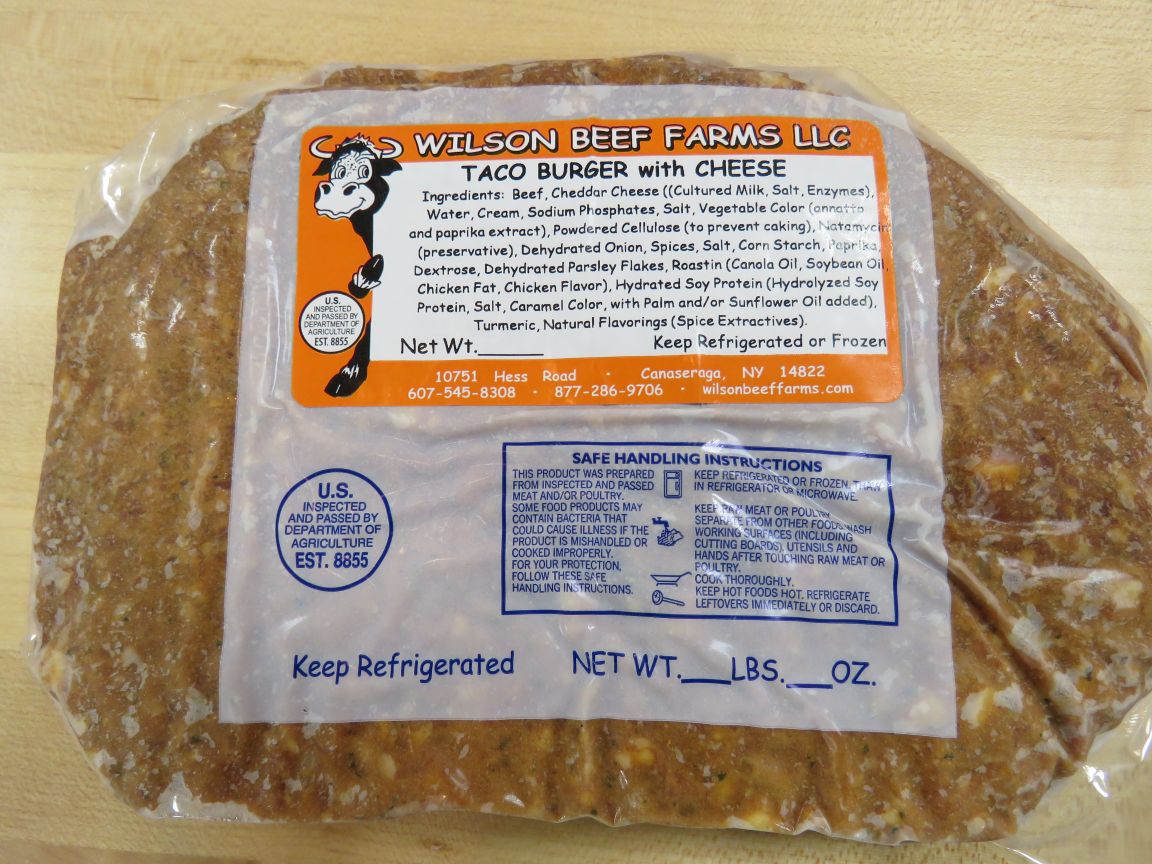 WILSON BEEF FARMS LLC
TACO BURGER with CHEESE
Ingredients: Beef, Cheddar Cheese ((Cultured Milk, Salt, Enzymes),
Water, Cream, Sodium Phosphates, Salt, Vegetable Color (annatto
and paprika extract), Powdered Cellulose (to prevent caking), Natamycin
(preservative), Dehydrated Onion, Spices, Salt, Corn Starch, Paprika,
Dextrose, Dehydrated Parsley Flakes, Roastin (Canola Oil, Soybean Oil,
Chicken Fat, Chicken Flavor), Hydrated Soy Protein (Hydrolyzed Soy
Protein, Salt, Caramel Color, with Palm and/or Sunflower Oil added),
Turmeric, Natural Flavorings (Spice Extractives).
Net Wt.______ Keep Refrigerated or Frozen
U.S.
INSPECTED
AND PASSED BY
DEPARTMENT OF
AGRICULTURE
EST. 8855
10751 Hess Road · Canaseraga, NY 14822
607-545-8308 · 877-286-9706 · wilsonbeeffarms.com
U.S.
INSPECTED
AND PASSED BY
DEPARTMENT OF
AGRICULTURE
EST. 8855
SAFE HANDLING INSTRUCTIONS
THIS PRODUCT WAS PREPARED
FROM INSPECTED AND PASSED
MEAT AND/OR POULTRY.
SOME FOOD PRODUCTS MAY
CONTAIN BACTERIA THAT
COULD CAUSE ILLNESS IF THE
PRODUCT IS MISHANDLED OR
COOKED IMPROPERLY.
FOR YOUR PROTECTION,
FOLLOW THESE SAFE
HANDLING INSTRUCTIONS.
KEEP REFRIGERATED OR FROZEN. THAW
IN REFRIGERATOR OR MICROWAVE.
KEEP RAW MEAT OR POULTRY
SEPARATE FROM OTHER FOODS. WASH
WORKING SURFACES (INCLUDING
CUTTING BOARDS), UTENSILS AND
HANDS AFTER TOUCHING RAW MEAT OR
POULTRY.
COOK THOROUGHLY.
KEEP HOT FOODS HOT. REFRIGERATE
LEFTOVERS IMMEDIATELY OR DISCARD.
Keep Refrigerated NET WT.___LBS.___OZ.